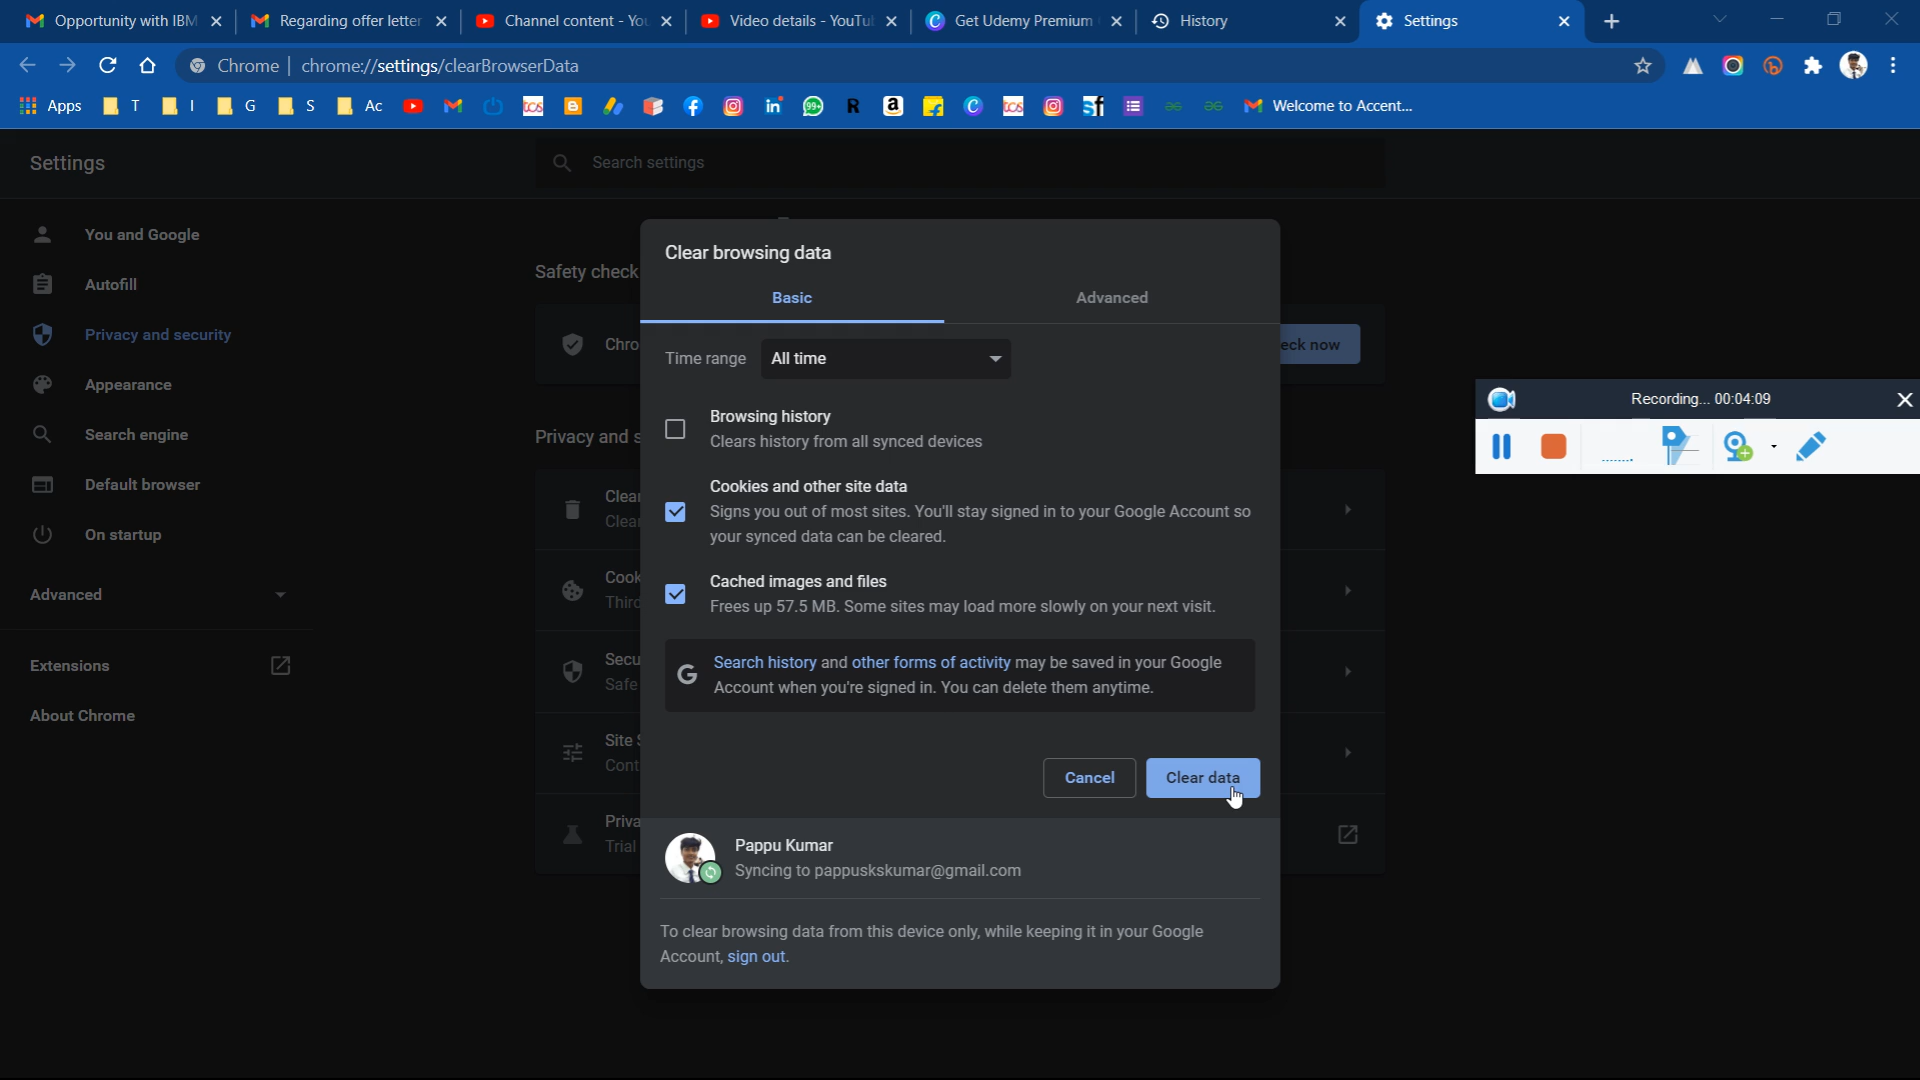 Opportunity with IBM
Regarding offer letter
Channel content - You
Video details - YouTu
Get Udemy Premium
History
Settings
Chrome | chrome://settings/clearBrowserData
Apps T I G S Ac
tcs
99+
R
a
tcs
Sf
Welcome to Accent...
Settings
Search settings
You and Google
Autofill
Privacy and security
Appearance
Search engine
Default browser
On startup
Advanced
Extensions
About Chrome
Safety check
Chro
eck now
Privacy and s
Clear
Clear
Cook
Third
Secu
Safe
Site S
Cont
Priva
Trial
Clear browsing data
Basic
Advanced
Time range All time
Browsing history
Clears history from all synced devices
Cookies and other site data
Signs you out of most sites. You'll stay signed in to your Google Account so
your synced data can be cleared.
Cached images and files
Frees up 57.5 MB. Some sites may load more slowly on your next visit.
G
Search history and other forms of activity may be saved in your Google
Account when you're signed in. You can delete them anytime.
Cancel
Clear data
Pappu Kumar
Syncing to pappuskskumar@gmail.com
To clear browsing data from this device only, while keeping it in your Google
Account, sign out.
Recording... 00:04:09